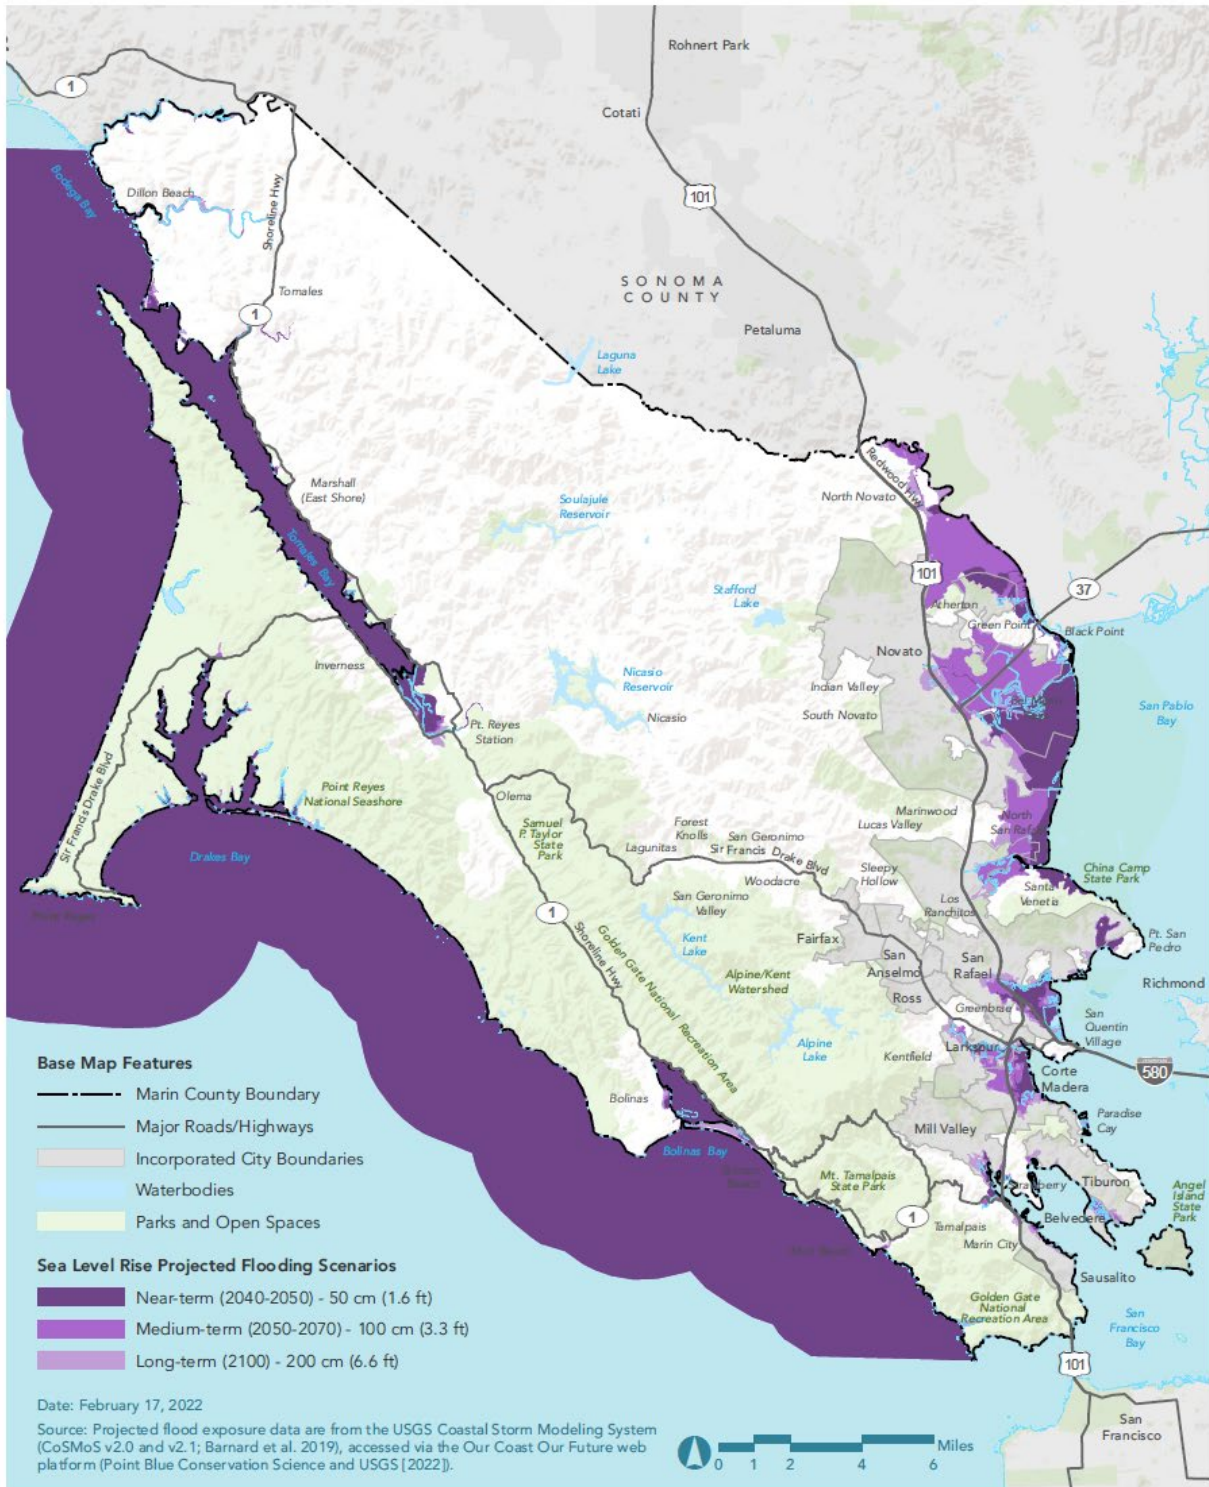 Rohnert Park
1
Cotati
101
Bodega Bay
Dillon Beach
Shoreline Hwy
SONOMA
COUNTY
Tomales
1
Petaluma
Laguna
Lake
Redwood Hwy
North Novato
Marshall
(East Shore)
Soulajule
Reservoir
Tomales Bay
101
37
Stafford
Lake
Atherton
Green Point
Black Point
Novato
Inverness
Nicasio
Reservoir
Indian Valley
Nicasio
South Novato
San Pablo
Bay
Pt. Reyes
Station
Sir Francis Drake Blvd
Point Reyes
National Seashore
Olema
Samuel
P. Taylor
State
Park
Marinwood
Lucas Valley
North
San Rafael
Forest
Knolls
San Geronimo
Lagunitas
Sir Francis Drake Blvd
Drakes Bay
Sleepy
Hollow
China Camp
State Park
Woodacre
Santa
Venetia
San Geronimo
Valley
Los
Ranchitos
Point Reyes
1
Shoreline Hwy
Golden Gate National Recreation Area
Kent
Lake
Fairfax
San
Anselmo
San
Rafael
Pt. San
Pedro
Alpine/Kent
Watershed
Richmond
Ross
Greenbrae
San
Quentin
Village
Alpine
Lake
Kentfield
Larkspur
Corte
Madera
580
Bolinas
Paradise
Cay
Mill Valley
Bolinas Bay
Mt. Tamalpais
State Park
Strawberry
Tiburon
Angel
Island
State
Park
1
Tamalpais
Belvedere
Marin City
Sausalito
Golden Gate
National
Recreation Area
San
Francisco
Bay
101
San
Francisco
Base Map Features
Marin County Boundary
Major Roads/Highways
Incorporated City Boundaries
Waterbodies
Parks and Open Spaces
Sea Level Rise Projected Flooding Scenarios
Near-term (2040-2050) - 50 cm (1.6 ft)
Medium-term (2050-2070) - 100 cm (3.3 ft)
Long-term (2100) - 200 cm (6.6 ft)
Date: February 17, 2022
Source: Projected flood exposure data are from the USGS Coastal Storm Modeling System
(CoSMoS v2.0 and v2.1; Barnard et al. 2019), accessed via the Our Coast Our Future web
platform (Point Blue Conservation Science and USGS [2022]).
Miles
0 1 2 4 6